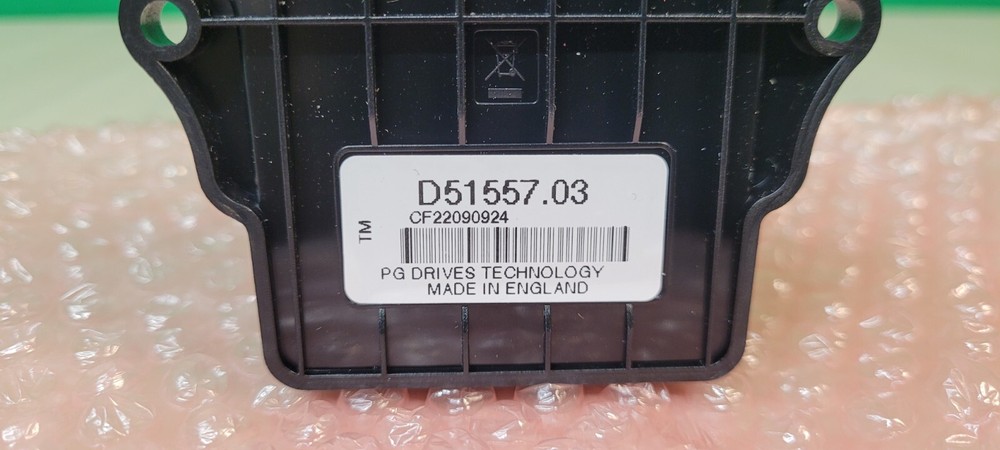 D51557.03
CF22090924
TM
PG DRIVES TECHNOLOGY
MADE IN ENGLAND